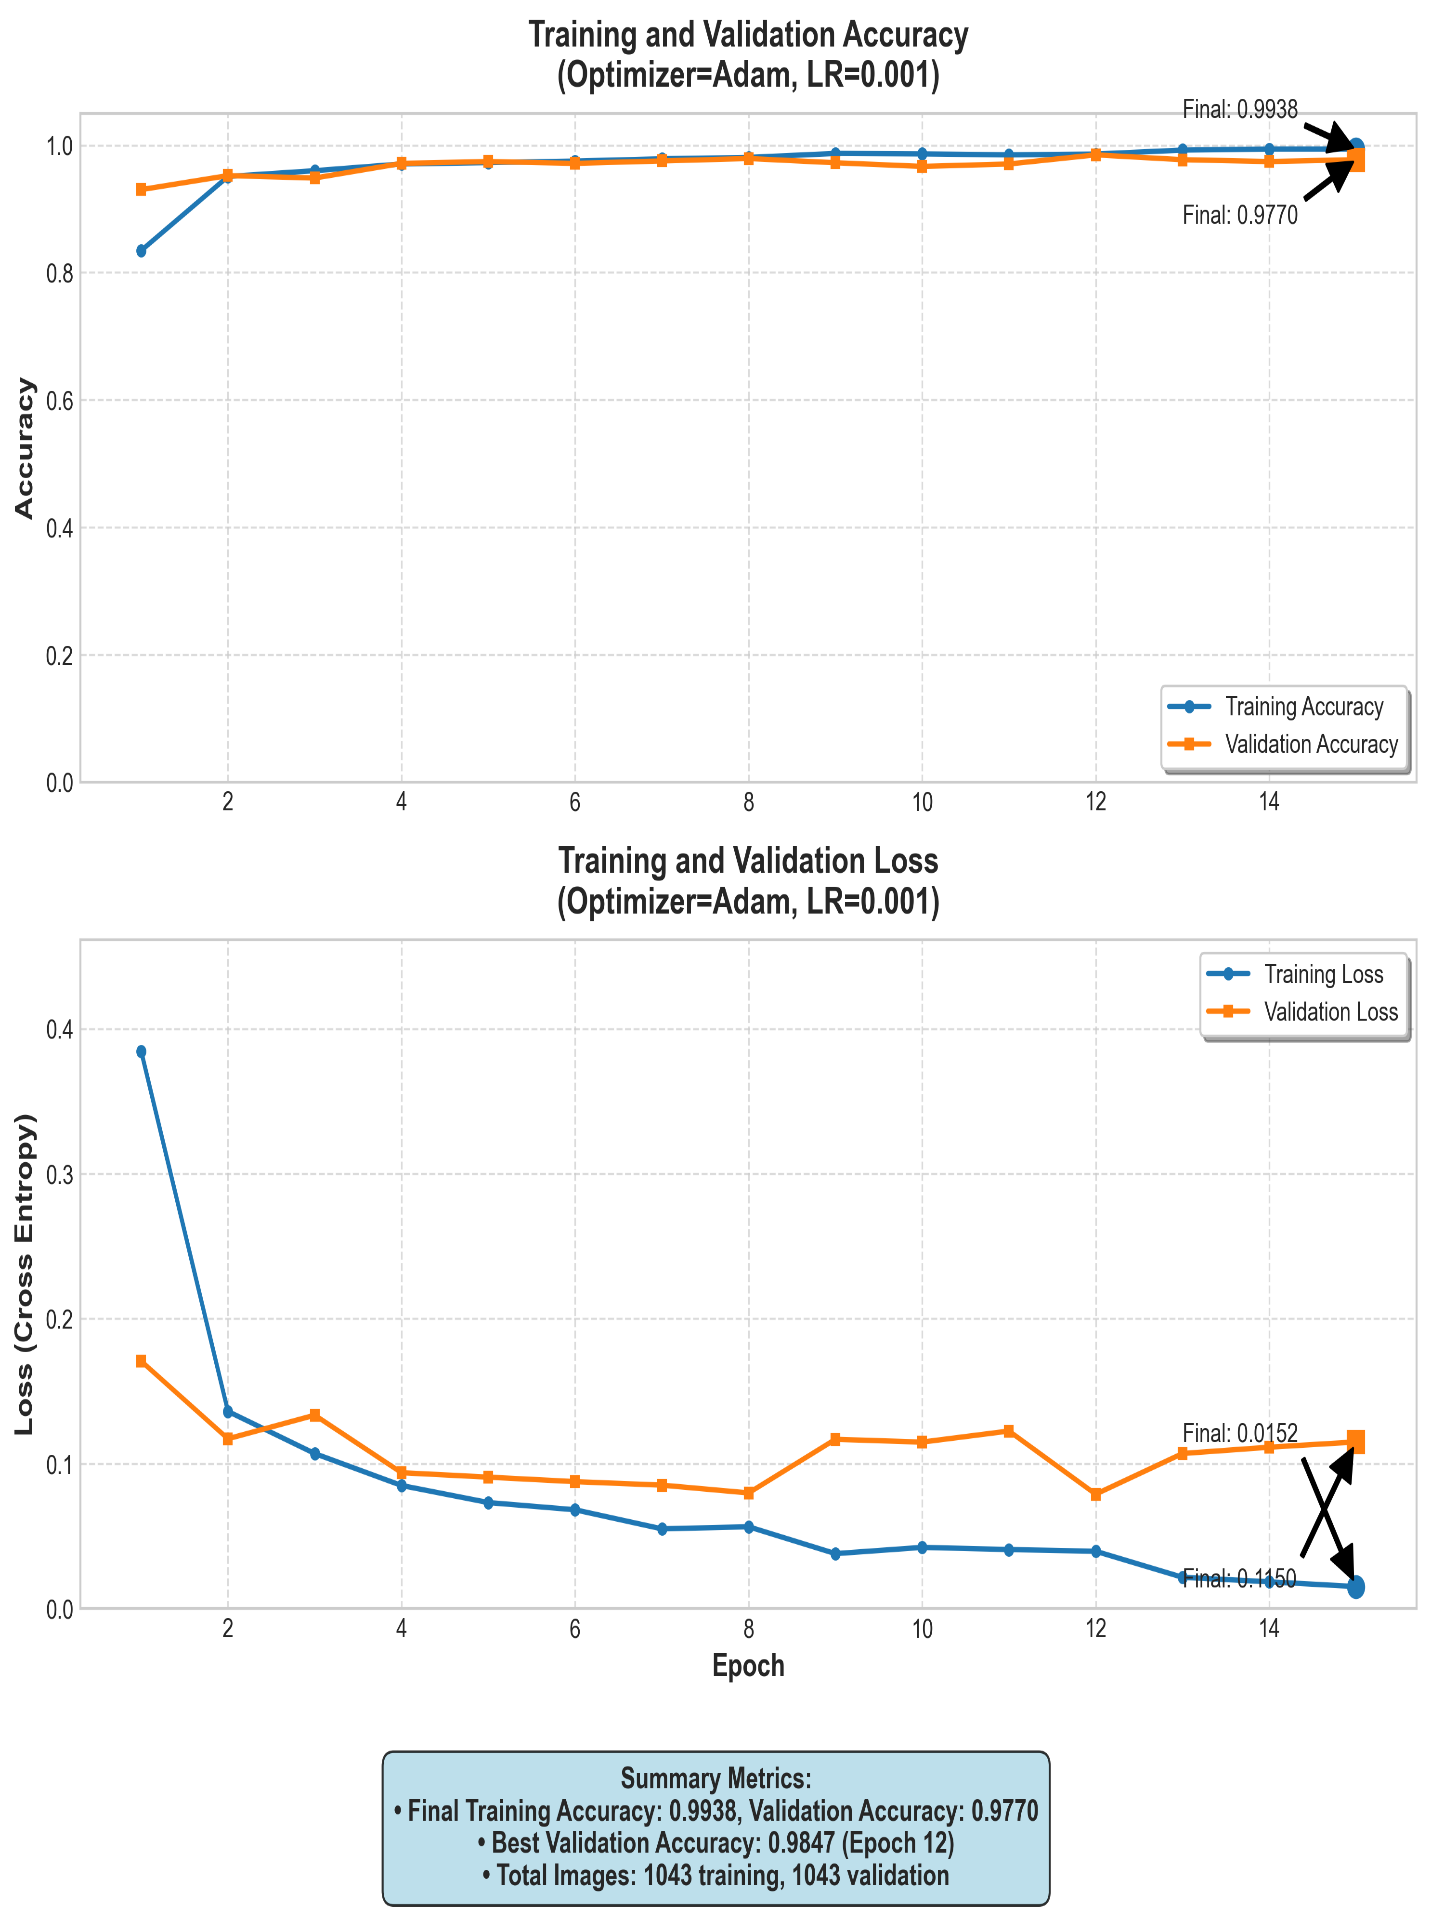 Training and Validation Accuracy
(Optimizer=Adam, LR=0.001)
Final: 0.9938
Final: 0.9770
Accuracy
1.0
0.8
0.6
0.4
0.2
0.0
Training Accuracy
Validation Accuracy
2 4 6 8 10 12 14
Training and Validation Loss
(Optimizer=Adam, LR=0.001)
Training Loss
Validation Loss
Loss (Cross Entropy)
0.4
0.3
0.2
0.1
0.0
Final: 0.0152
Final: 0.1150
2 4 6 8 10 12 14
Epoch
Summary Metrics:
• Final Training Accuracy: 0.9938, Validation Accuracy: 0.9770
• Best Validation Accuracy: 0.9847 (Epoch 12)
• Total Images: 1043 training, 1043 validation